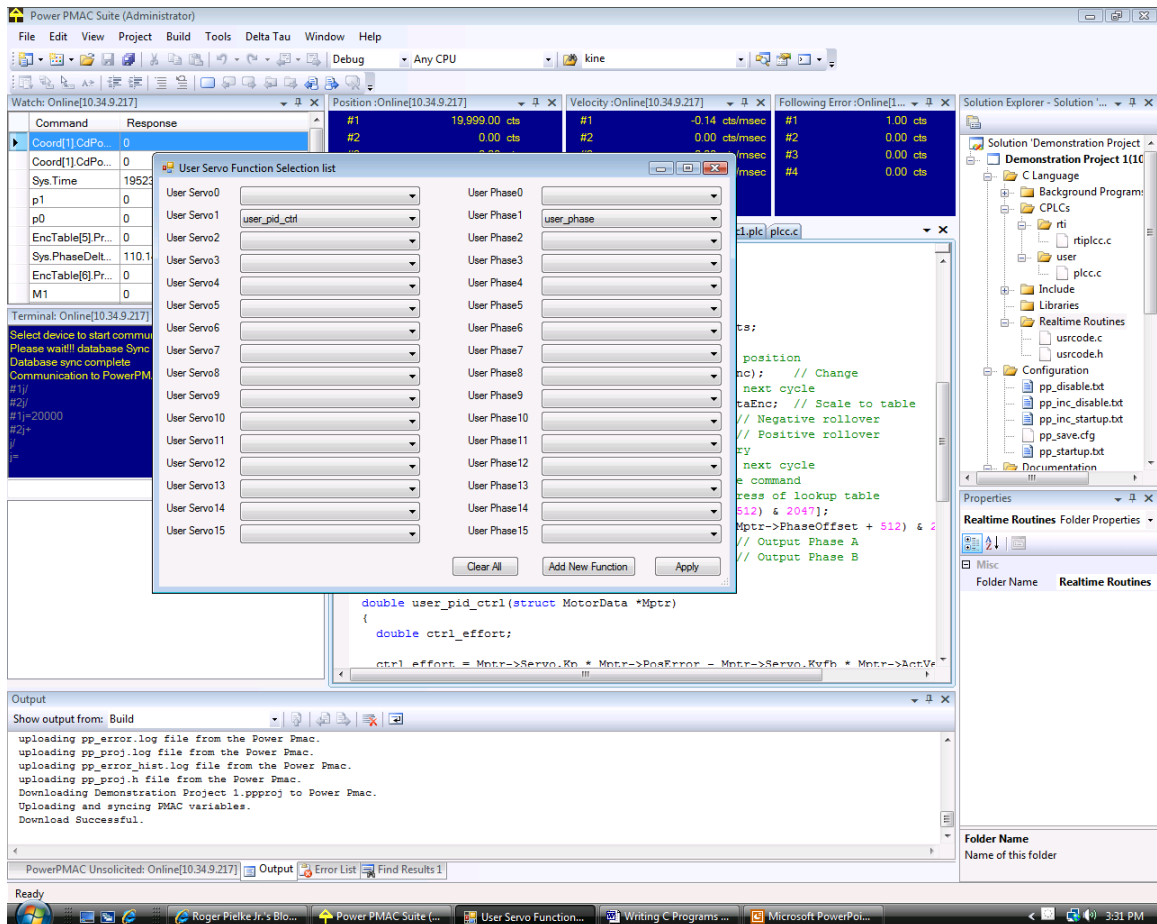 Power PMAC Suite (Administrator)
File Edit View Project Build Tools Delta Tau Window Help
Debug Any CPU kine
Watch: Online[10.34.9.217]
Command Response
Coord[1].CdPo... 0
Coord[1].CdPo... 0
Sys.Time 19523
p1 0
p0 0
EncTable[5].Pr... 0
Sys.PhaseDelt... 110.1
EncTable[6].Pr... 0
M1 0
Terminal: Online[10.34.9.217]
Select device to start commu
Please wait!!! database Sync
Database sync complete
Communication to PowerPM
#1j/
#2j/
#1j=20000
#2j+
j/
j=
Position :Online[10.34.9.217]
#1 19,999.00 cts
#2 0.00 cts
Velocity :Online[10.34.9.217]
#1 -0.14 cts/msec
#2 0.00 cts/msec
/msec
/msec
Following Error :Online[1...
#1 1.00 cts
#2 0.00 cts
#3 0.00 cts
#4 0.00 cts
User Servo Function Selection list
User Servo0 User Phase0
User Servo1 user_pid_ctrl User Phase1 user_phase
User Servo2 User Phase2
User Servo3 User Phase3
User Servo4 User Phase4
User Servo5 User Phase5
User Servo6 User Phase6
User Servo7 User Phase7
User Servo8 User Phase8
User Servo9 User Phase9
User Servo10 User Phase10
User Servo11 User Phase11
User Servo12 User Phase12
User Servo13 User Phase13
User Servo14 User Phase14
User Servo15 User Phase15
Clear All Add New Function Apply
c1.plc plcc.c
ts;
position
nc); // Change
next cycle
taEnc; // Scale to table
// Negative rollover
// Positive rollover
ry
next cycle
e command
ress of lookup table
512) & 2047];
Mptr->PhaseOffset + 512) & 2
// Output Phase A
// Output Phase B
double user_pid_ctrl(struct MotorData *Mptr)
{
double ctrl_effort;
ctrl_effort = Mptr->Servo.Kp * Mptr->PosError - Mptr->Servo.Kvfb * Mptr->ActVe
Solution Explorer - Solution '...
Solution 'Demonstration Project
Demonstration Project 1(10
C Language
Background Programs
CPLCs
rti
rtiplcc.c
user
plcc.c
Include
Libraries
Realtime Routines
usrcode.c
usrcode.h
Configuration
pp_disable.txt
pp_inc_disable.txt
pp_inc_startup.txt
pp_save.cfg
pp_startup.txt
Documentation
Properties
Realtime Routines Folder Properties
Misc
Folder Name Realtime Routines
Folder Name
Name of this folder
Output
Show output from: Build
uploading pp_error.log file from the Power Pmac.
uploading pp_proj.log file from the Power Pmac.
uploading pp_error_hist.log file from the Power Pmac.
uploading pp_proj.h file from the Power Pmac.
Downloading Demonstration Project 1.ppproj to Power Pmac.
Uploading and syncing PMAC variables.
Download Successful.
PowerPMAC Unsolicited: Online[10.34.9.217] Output Error List Find Results 1
Ready
Roger Pielke Jr.'s Blo... Power PMAC Suite (... User Servo Function... Writing C Programs ... Microsoft PowerPoi... 3:31 PM